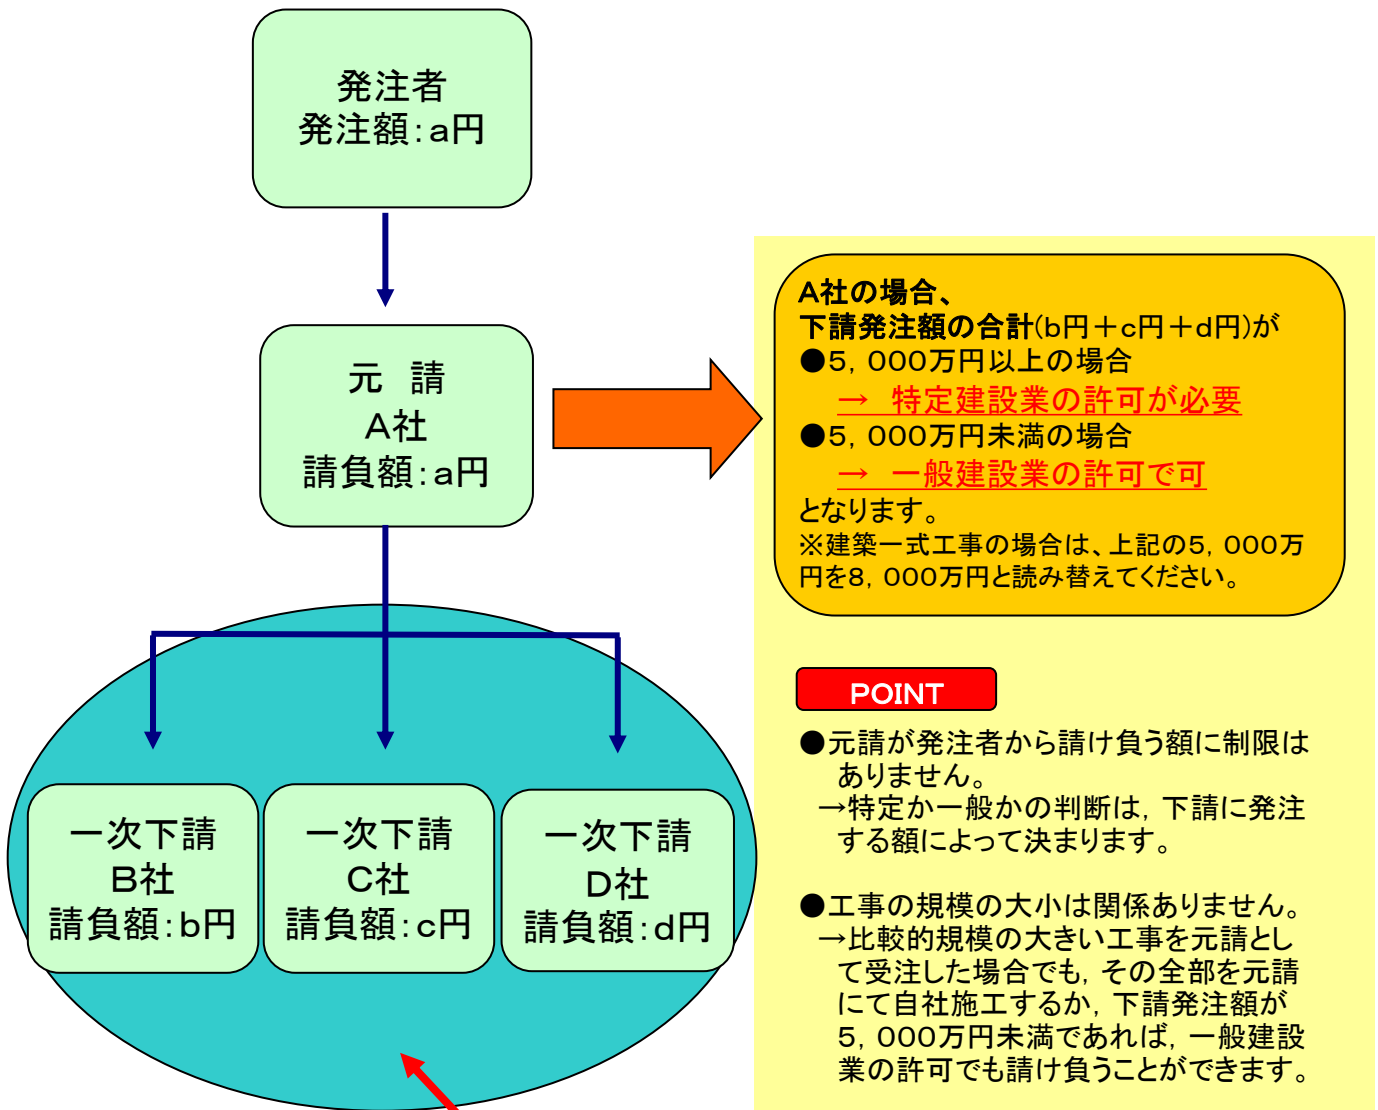 発注者
発注額：a円
元　請
A社
請負額：a円
一次下請
B社
請負額：b円
一次下請
C社
請負額：c円
一次下請
D社
請負額：d円
A社の場合、
下請発注額の合計(b円＋c円＋d円)が
●5，000万円以上の場合
→　特定建設業の許可が必要
●5，000万円未満の場合
→　一般建設業の許可で可
となります。
※建築一式工事の場合は、上記の5，000万
円を8，000万円と読み替えてください。
POINT
●元請が発注者から請け負う額に制限は
ありません。
→特定か一般かの判断は，下請に発注
する額によって決まります。
●工事の規模の大小は関係ありません。
→比較的規模の大きい工事を元請とし
て受注した場合でも，その全部を元請
にて自社施工するか，下請発注額が
5，000万円未満であれば，一般建設
業の許可でも請け負うことができます。